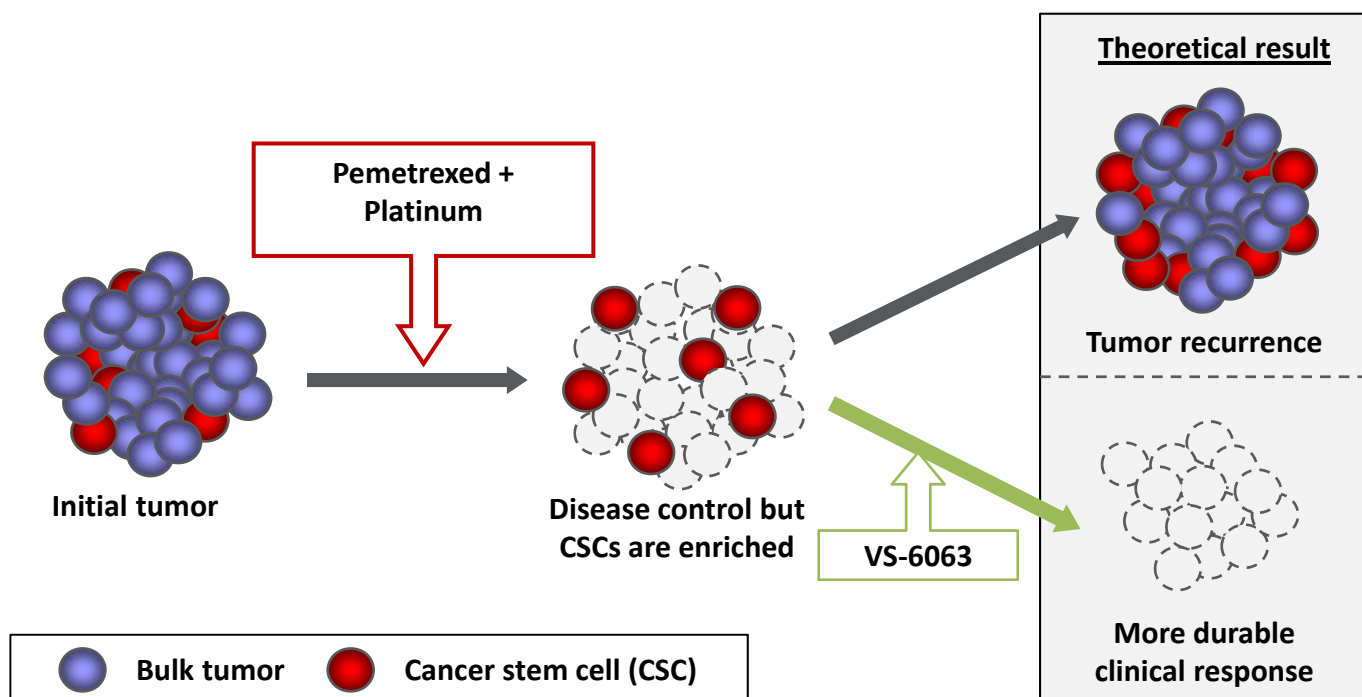 Theoretical result
Pemetrexed +
Platinum
Tumor recurrence
Initial tumor
Disease control but
CSCs are enriched
VS-6063
More durable
clinical response
Bulk tumor
Cancer stem cell (CSC)